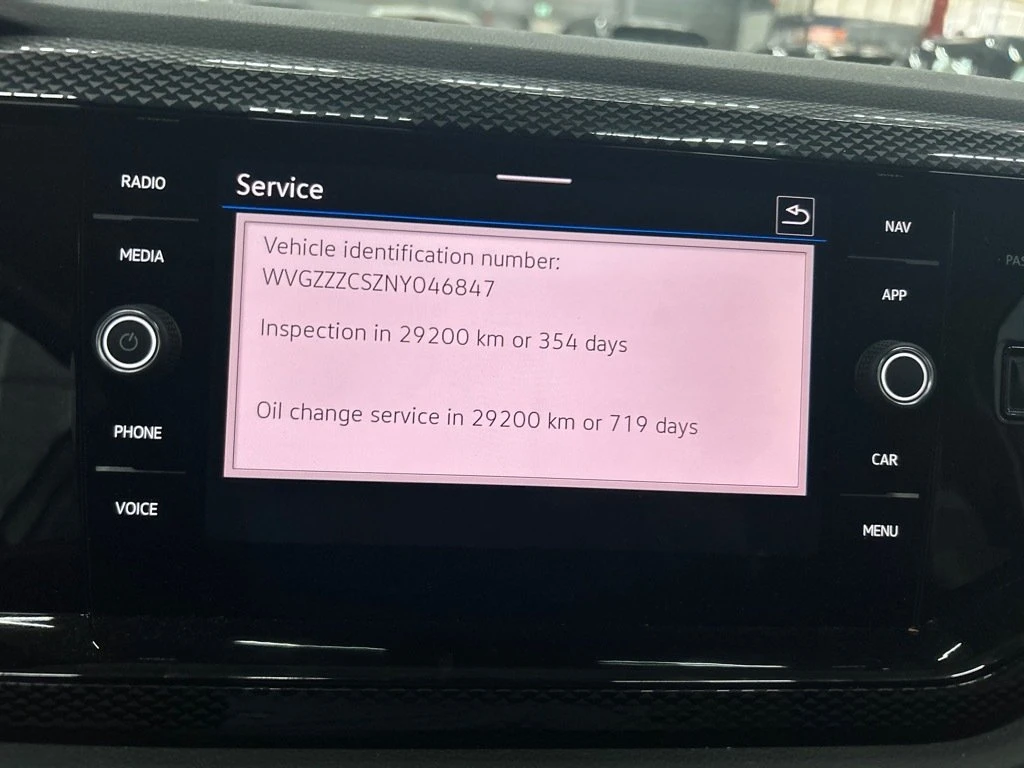 RADIO
MEDIA
PHONE
VOICE
Service
Vehicle identification number:
WVGZZZCSZNY046847
Inspection in 29200 km or 354 days
Oil change service in 29200 km or 719 days
NAV
APP
CAR
MENU